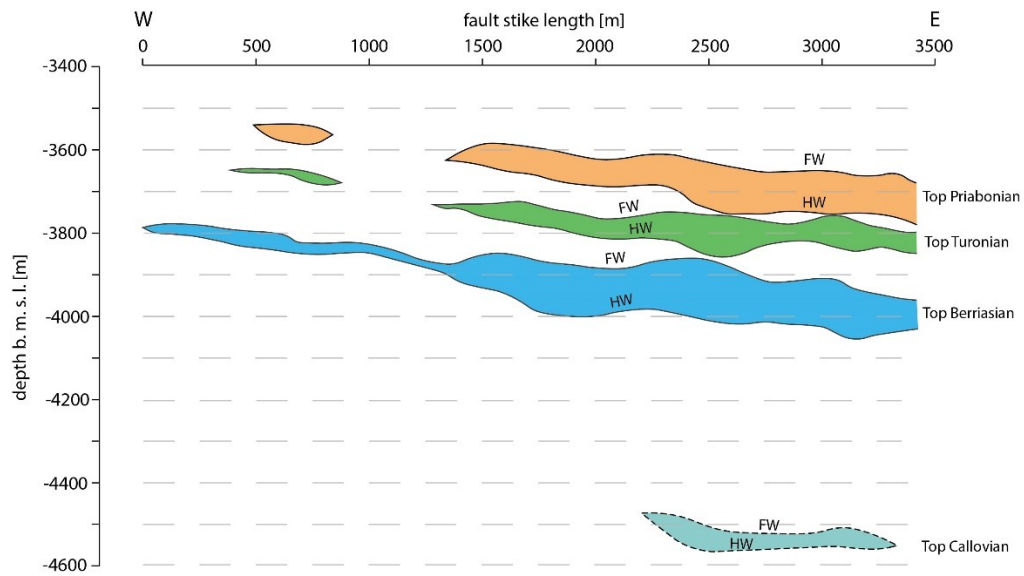 W
fault stike length [m]
E
0 500 1000 1500 2000 2500 3000 3500
-3400
-3600
-3800
-4000
-4200
-4400
-4600
depth b. m. s. l. [m]
FW
HW
Top Priabonian
FW
HW
Top Turonian
FW
HW
Top Berriasian
FW
HW
Top Callovian